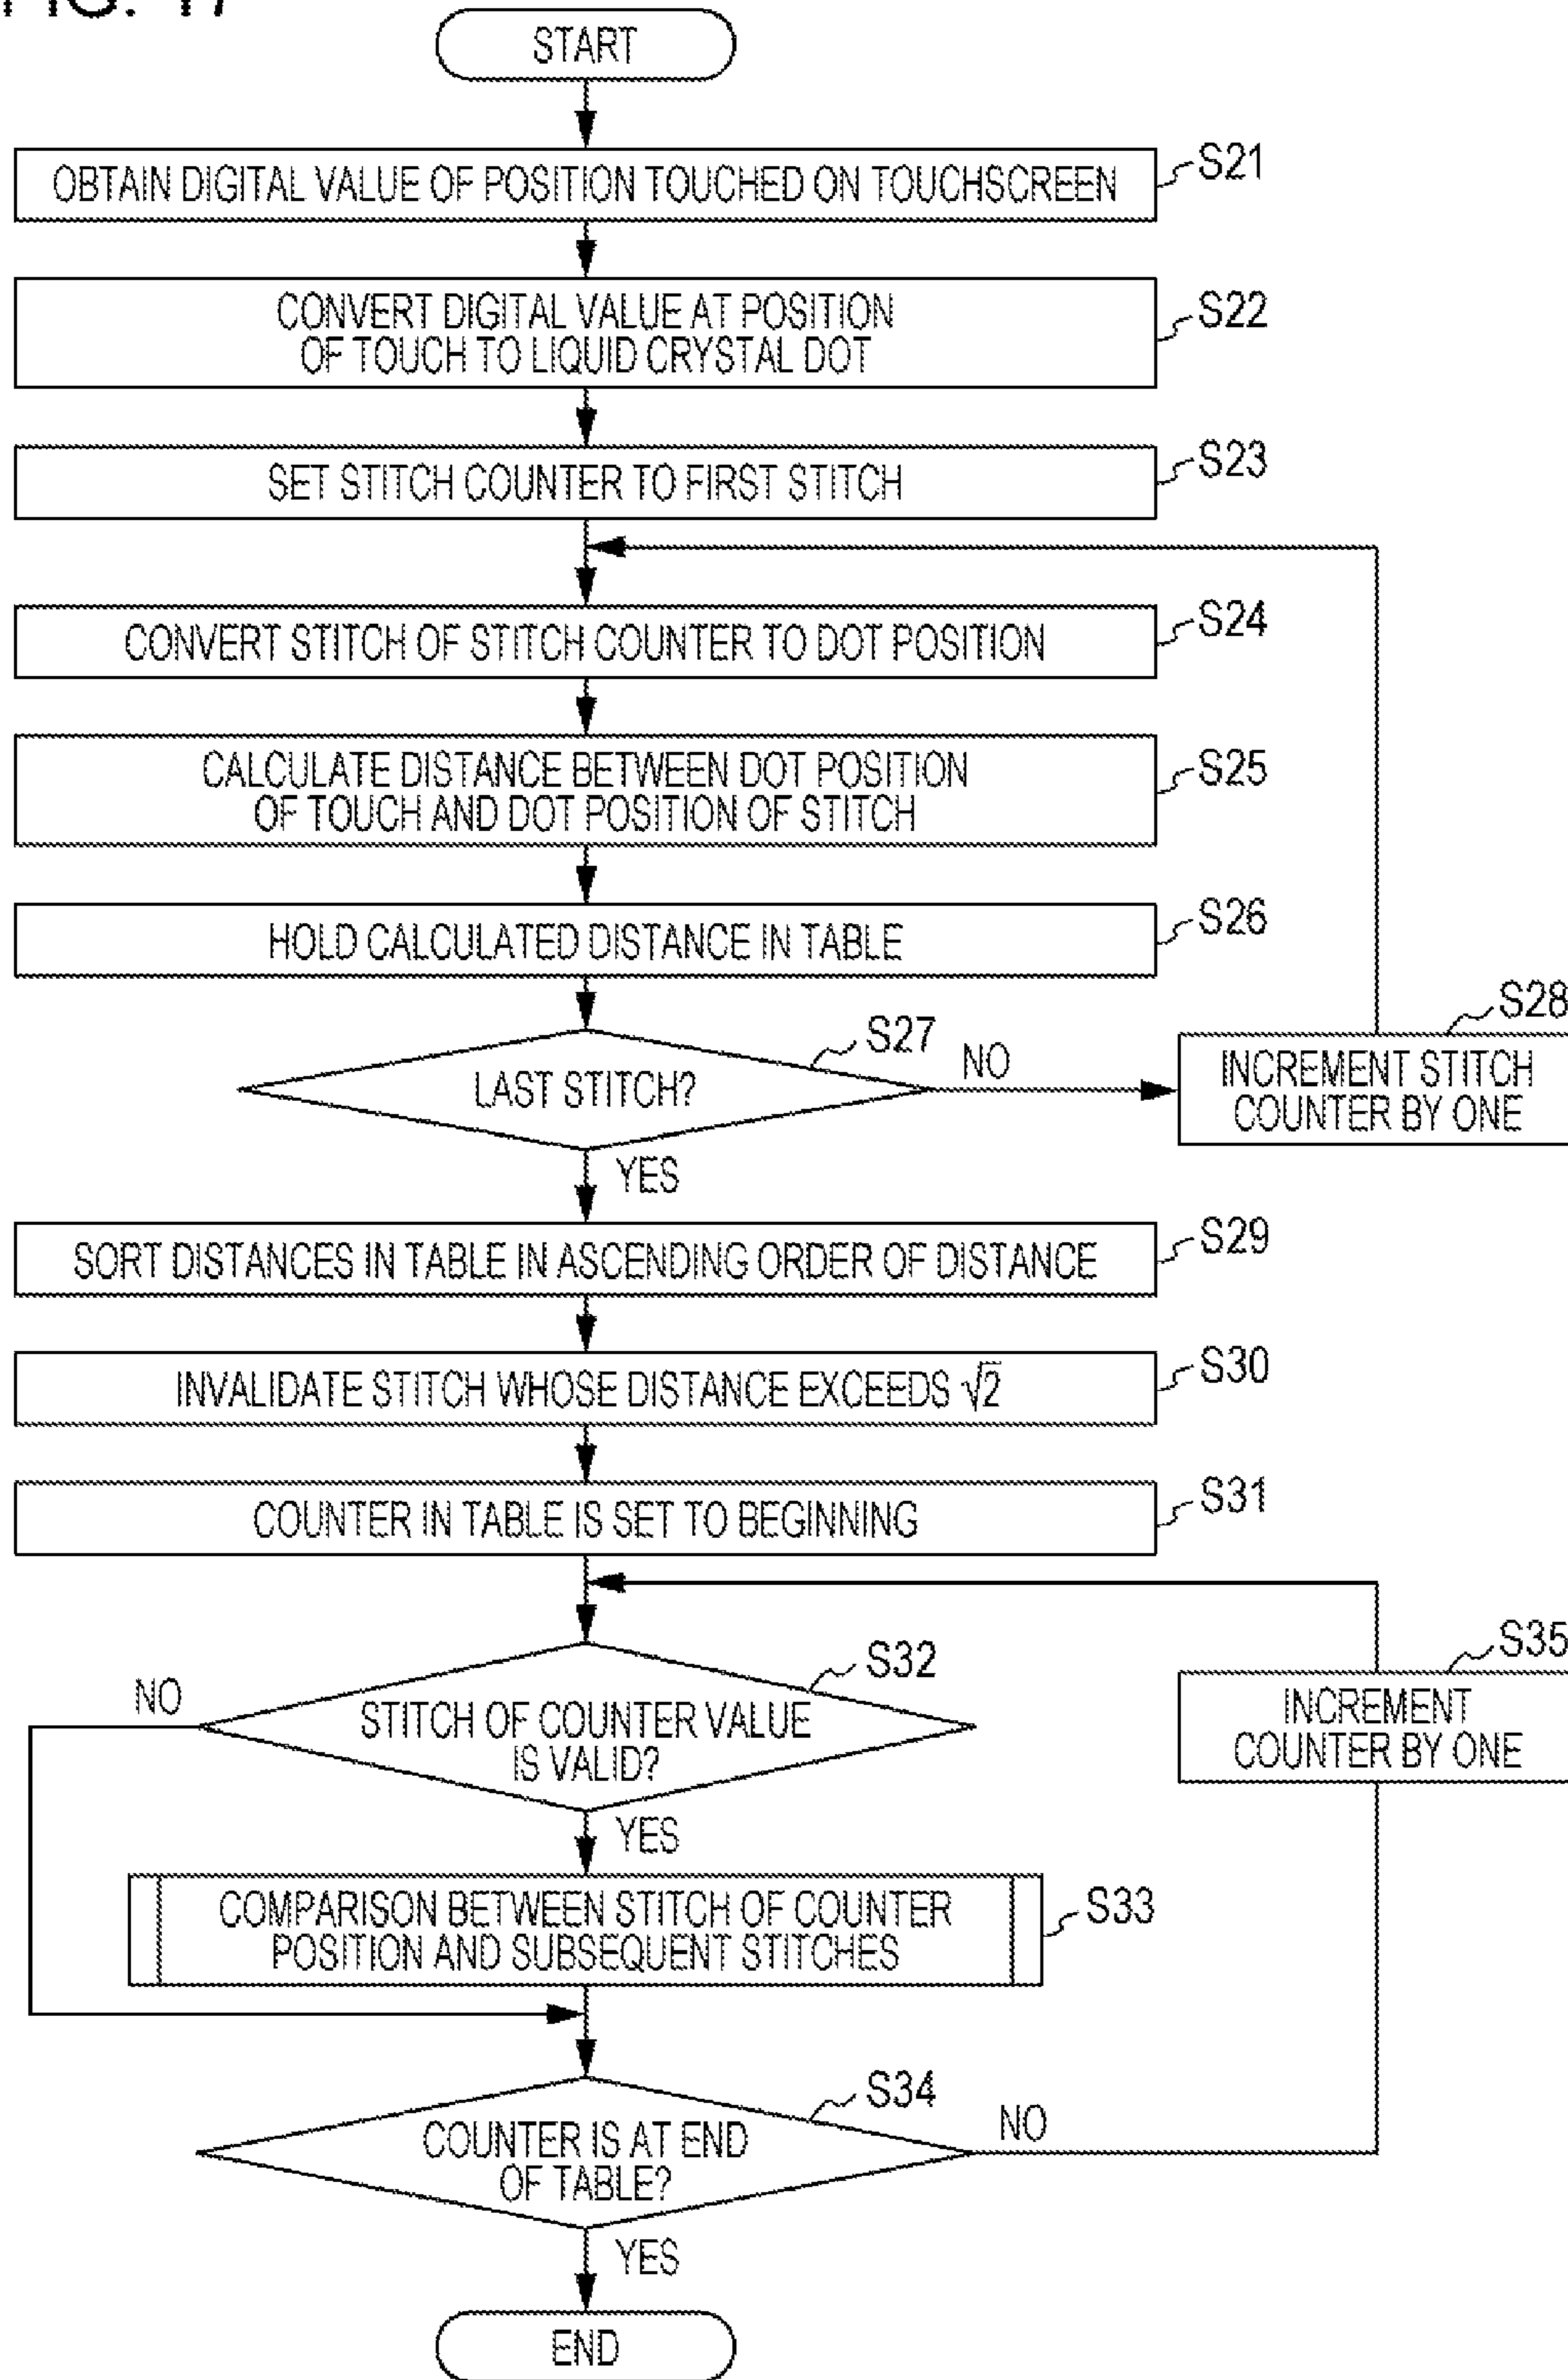 START
OBTAIN DIGITAL VALUE OF POSITION TOUCHED ON TOUCHSCREEN
S21
CONVERT DIGITAL VALUE AT POSITION
OF TOUCH TO LIQUID CRYSTAL DOT
S22
SET STITCH COUNTER TO FIRST STITCH
S23
CONVERT STITCH OF STITCH COUNTER TO DOT POSITION
S24
CALCULATE DISTANCE BETWEEN DOT POSITION
OF TOUCH AND DOT POSITION OF STITCH
S25
HOLD CALCULATED DISTANCE IN TABLE
S26
LAST STITCH?
S27
NO
S28
INCREMENT STITCH
COUNTER BY ONE
YES
SORT DISTANCES IN TABLE IN ASCENDING ORDER OF DISTANCE
S29
INVALIDATE STITCH WHOSE DISTANCE EXCEEDS √2
S30
COUNTER IN TABLE IS SET TO BEGINNING
S31
S32
NO
STITCH OF COUNTER VALUE
IS VALID?
S35
INCREMENT
COUNTER BY ONE
YES
COMPARISON BETWEEN STITCH OF COUNTER
POSITION AND SUBSEQUENT STITCHES
S33
S34
COUNTER IS AT END
OF TABLE?
NO
YES
END